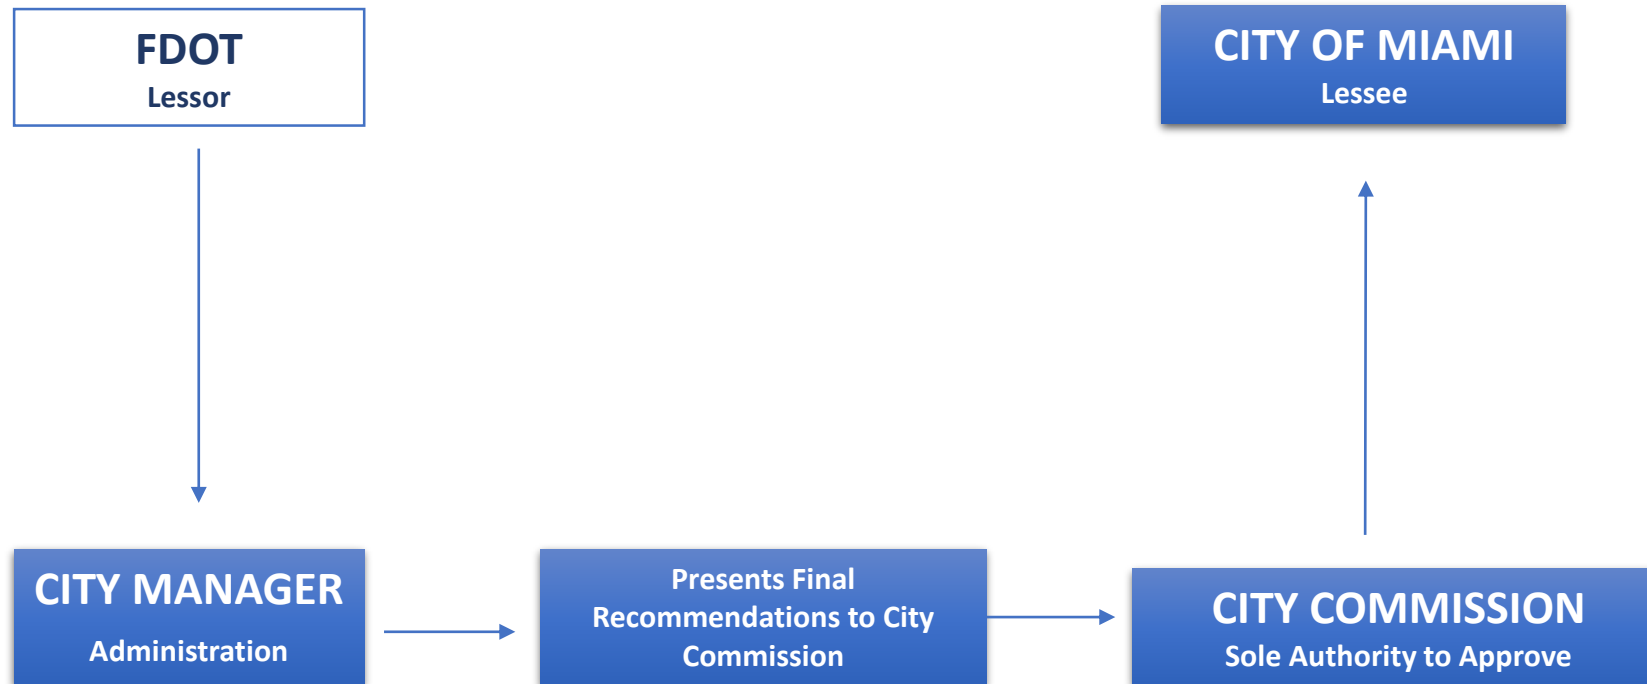 FDOT
Lessor
CITY OF MIAMI
Lessee
CITY MANAGER
Administration
Presents Final
Recommendations to City
Commission
CITY COMMISSION
Sole Authority to Approve